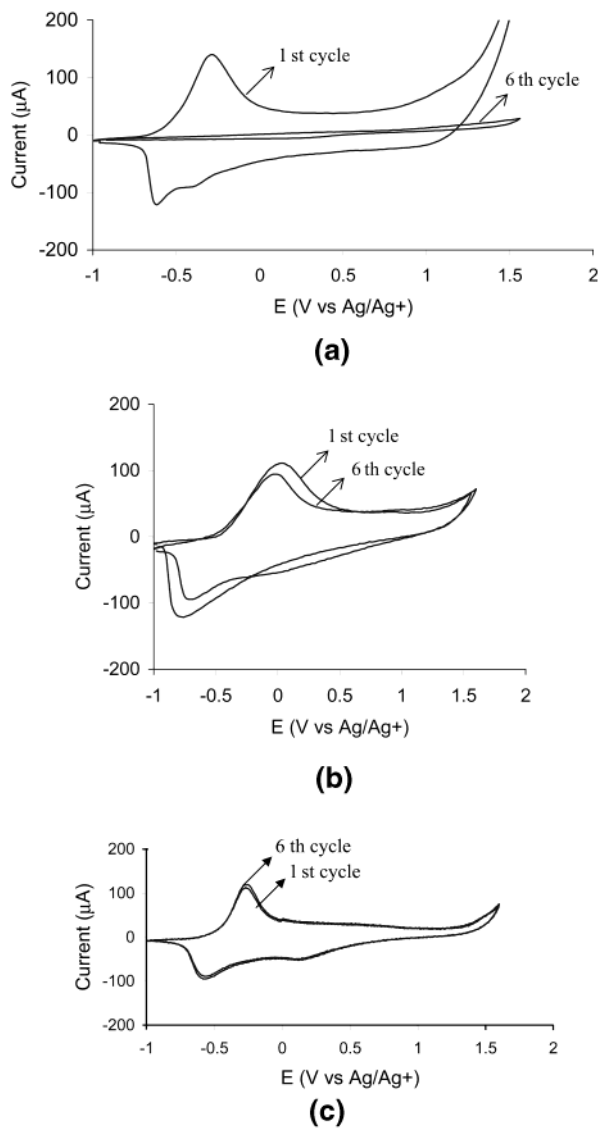 200
100
0
-100
-200
Current (μA)
1 st cycle
6 th cycle
-1 -0.5 0 0.5 1 1.5 2
E (V vs Ag/Ag+)
(a)
200
100
0
-100
-200
Current (μA)
1 st cycle
6 th cycle
-1 -0.5 0 0.5 1 1.5 2
E (V vs Ag/Ag+)
(b)
200
100
0
-100
-200
Current (μA)
6 th cycle
1 st cycle
-1 -0.5 0 0.5 1 1.5 2
E (V vs Ag/Ag+)
(c)